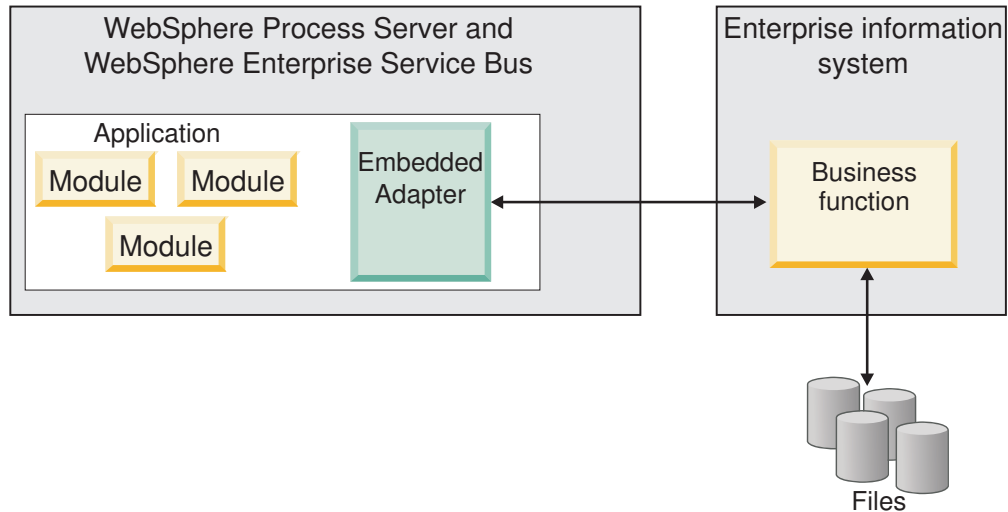 WebSphere Process Server and
WebSphere Enterprise Service Bus
Application
Module
Module
Module
Embedded
Adapter
Enterprise information
system
Business
function
Files